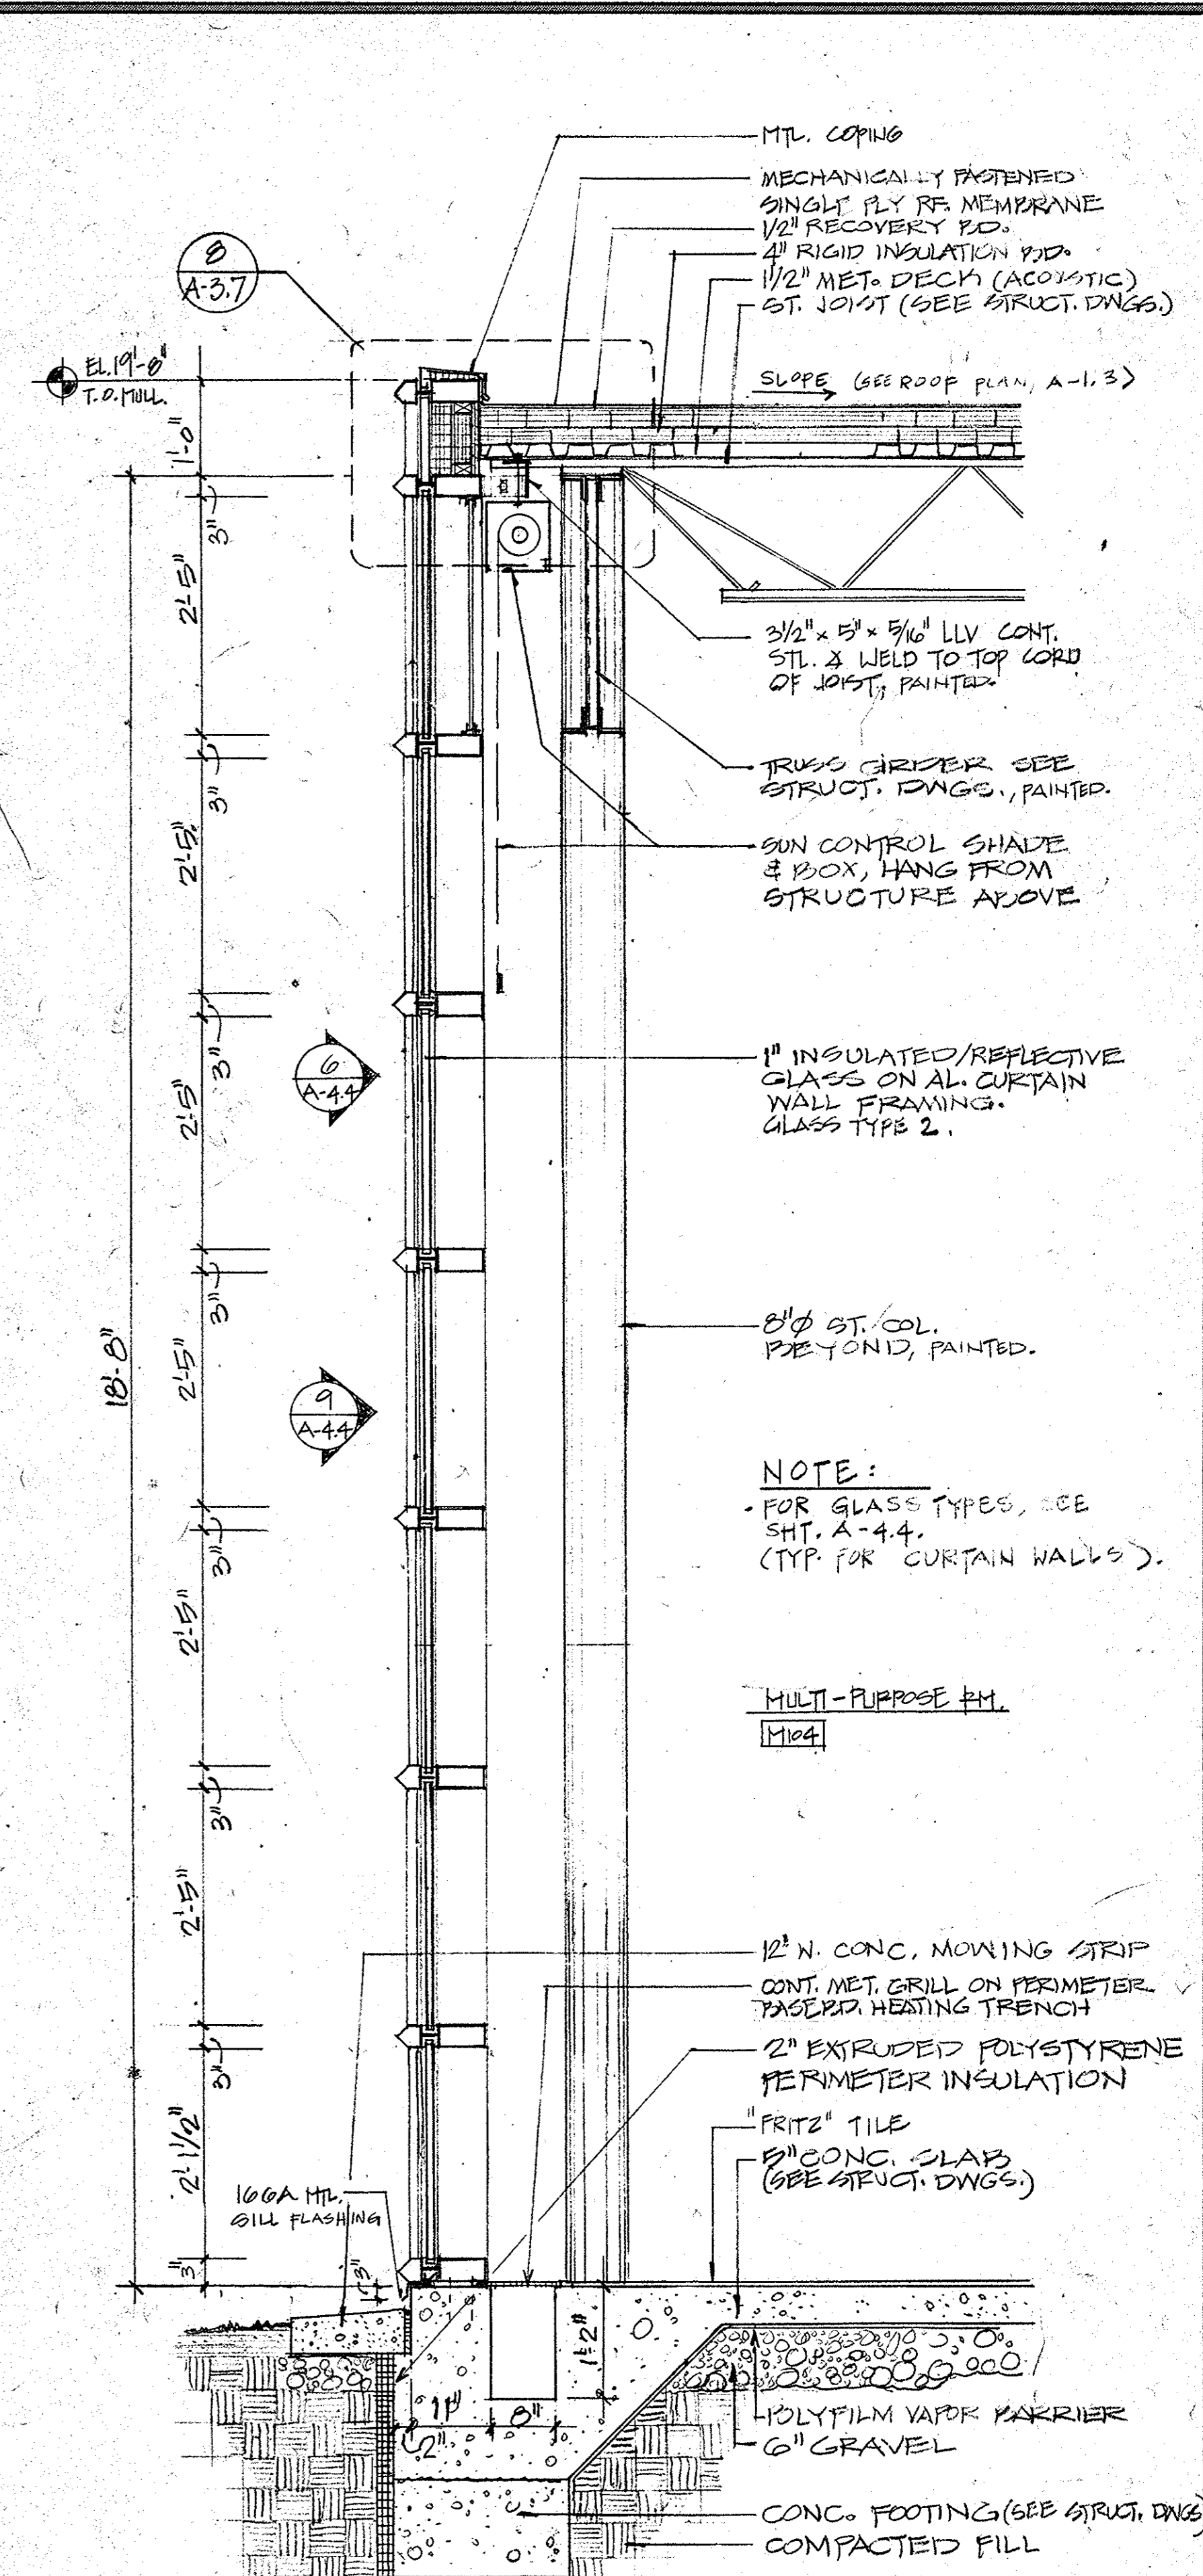 MTL. COPING
MECHANICALLY FASTENED
SINGLE PLY RF. MEMBRANE
1/2" RECOVERY BD.
4" RIGID INSULATION BD.
1 1/2" MET. DECK (ACOUSTIC)
ST. JOIST (SEE STRUCT. DWGS.)
8
A-3.7
EL. 19'-8"
T.O. MULL.
SLOPE (SEE ROOF PLAN, A-1.3)
1'-0"
3"
2'-5"
3 1/2" x 5" x 5/16" LLV CONT.
STL. ∡ WELD TO TOP CORD
OF JOIST, PAINTED.
TRUSS GIRDER SEE
STRUCT. DWGS., PAINTED.
3"
2'-5"
SUN CONTROL SHADE
& BOX, HANG FROM
STRUCTURE ABOVE
6
A-4.4
3"
2'-5"
1" INSULATED/REFLECTIVE
GLASS ON AL. CURTAIN
WALL FRAMING.
GLASS TYPE 2.
3"
18'-8"
2'-5"
8"Ø ST. COL.
BEYOND, PAINTED.
9
A-4.4
NOTE:
• FOR GLASS TYPES, SEE
SHT. A-4.4.
(TYP. FOR CURTAIN WALLS).
3"
2'-5"
MULTI-PURPOSE RM.
M104
3"
2'-5"
12" W. CONC. MOWING STRIP
CONT. MET. GRILL ON PERIMETER
BASEBD. HEATING TRENCH
3"
2" EXTRUDED POLYSTYRENE
PERIMETER INSULATION
2'-1 1/2"
"FRITZ" TILE
5" CONC. SLAB
(SEE STRUCT. DWGS.)
16GA MTL.
SILL FLASHING
3"
3"
1'-2"
11"
8"
2"
POLYFILM VAPOR BARRIER
6" GRAVEL
CONC. FOOTING (SEE STRUCT. DWGS
COMPACTED FILL